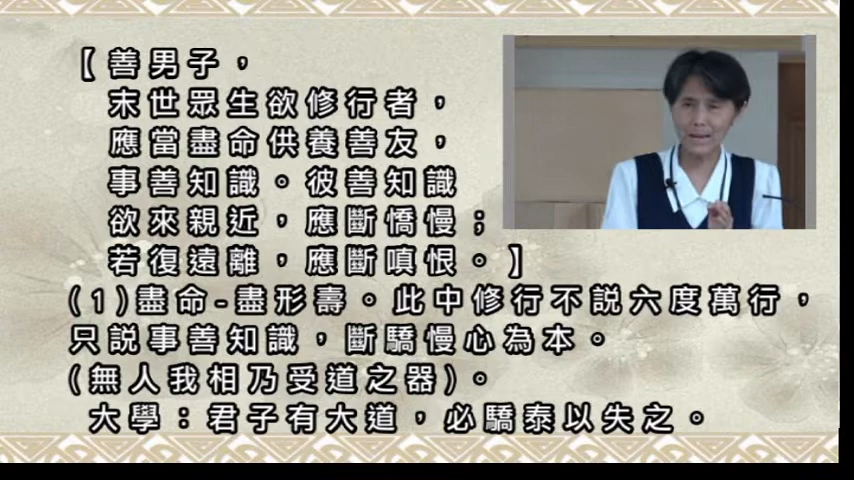 【善男子，
末世眾生欲修行者，
應當盡命供養善友，
事善知識。彼善知識
欲來親近，應斷憍慢；
若復遠離，應斷嗔恨。】
(1)盡命-盡形壽。此中修行不說六度萬行，
只說事善知識，斷驕慢心為本。
(無人我相乃受道之器)。
大學：君子有大道，必驕泰以失之。